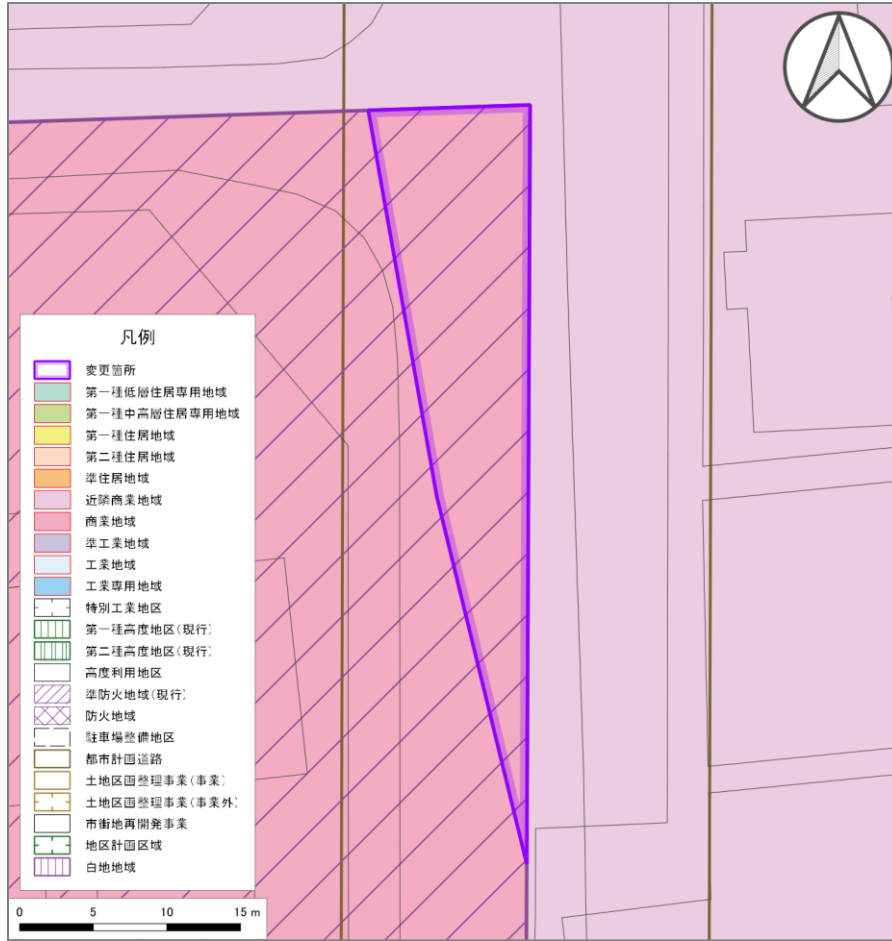 凡例
変更箇所
第一種低層住居専用地域
第一種中高層住居専用地域
第一種住居地域
第二種住居地域
準住居地域
近隣商業地域
商業地域
準工業地域
工業地域
工業専用地域
特別工業地区
第一種高度地区(現行)
第二種高度地区(現行)
高度利用地区
準防火地域(現行)
防火地域
駐車場整備地区
都市計画道路
土地区画整理事業(事業)
土地区画整理事業(事業外)
市街地再開発事業
地区計画区域
白地地域
0 5 10 15 m